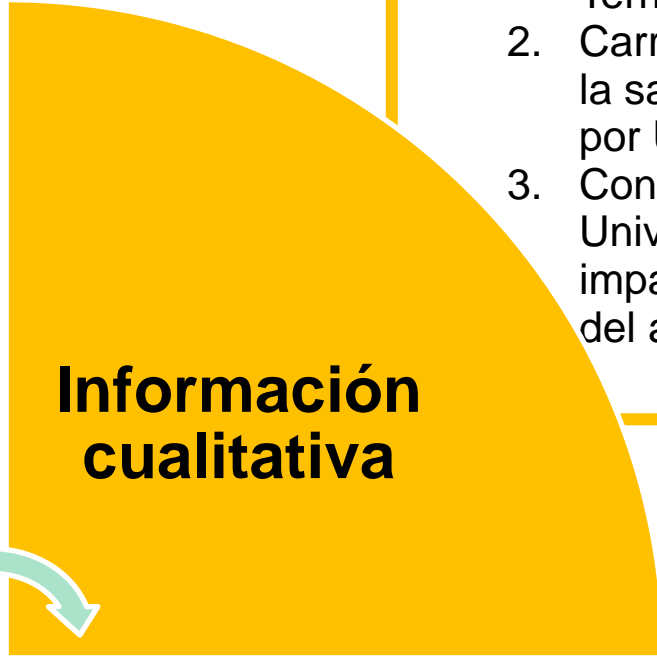 2. Carr
la sa
por
3. Con
Univ
impa
del a
Información
cualitativa